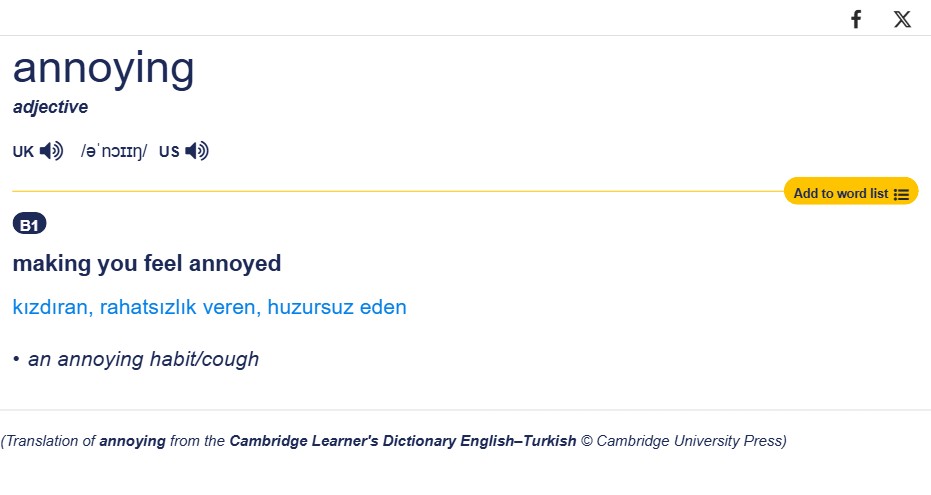 annoying
adjective
UK /əˈnɔɪɪŋ/ US
Add to word list
B1
making you feel annoyed
kızdıran, rahatsızlık veren, huzursuz eden
• an annoying habit/cough
(Translation of annoying from the Cambridge Learner's Dictionary English–Turkish © Cambridge University Press)